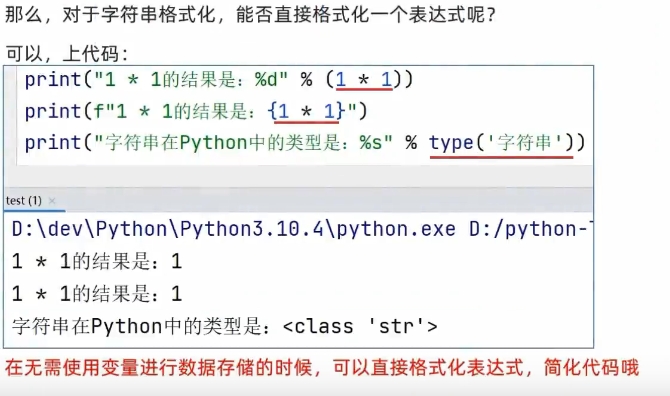 那么，对于字符串格式化，能否直接格式化一个表达式呢？
可以，上代码：
print("1 * 1的结果是：%d" % (1 * 1))
print(f"1 * 1的结果是：{1 * 1}")
print("字符串在Python中的类型是：%s" % type('字符串'))
test (1) ×
D:\dev\Python\Python3.10.4\python.exe D:/python-
1 * 1的结果是：1
1 * 1的结果是：1
字符串在Python中的类型是：<class 'str'>
在无需使用变量进行数据存储的时候，可以直接格式化表达式，简化代码哦